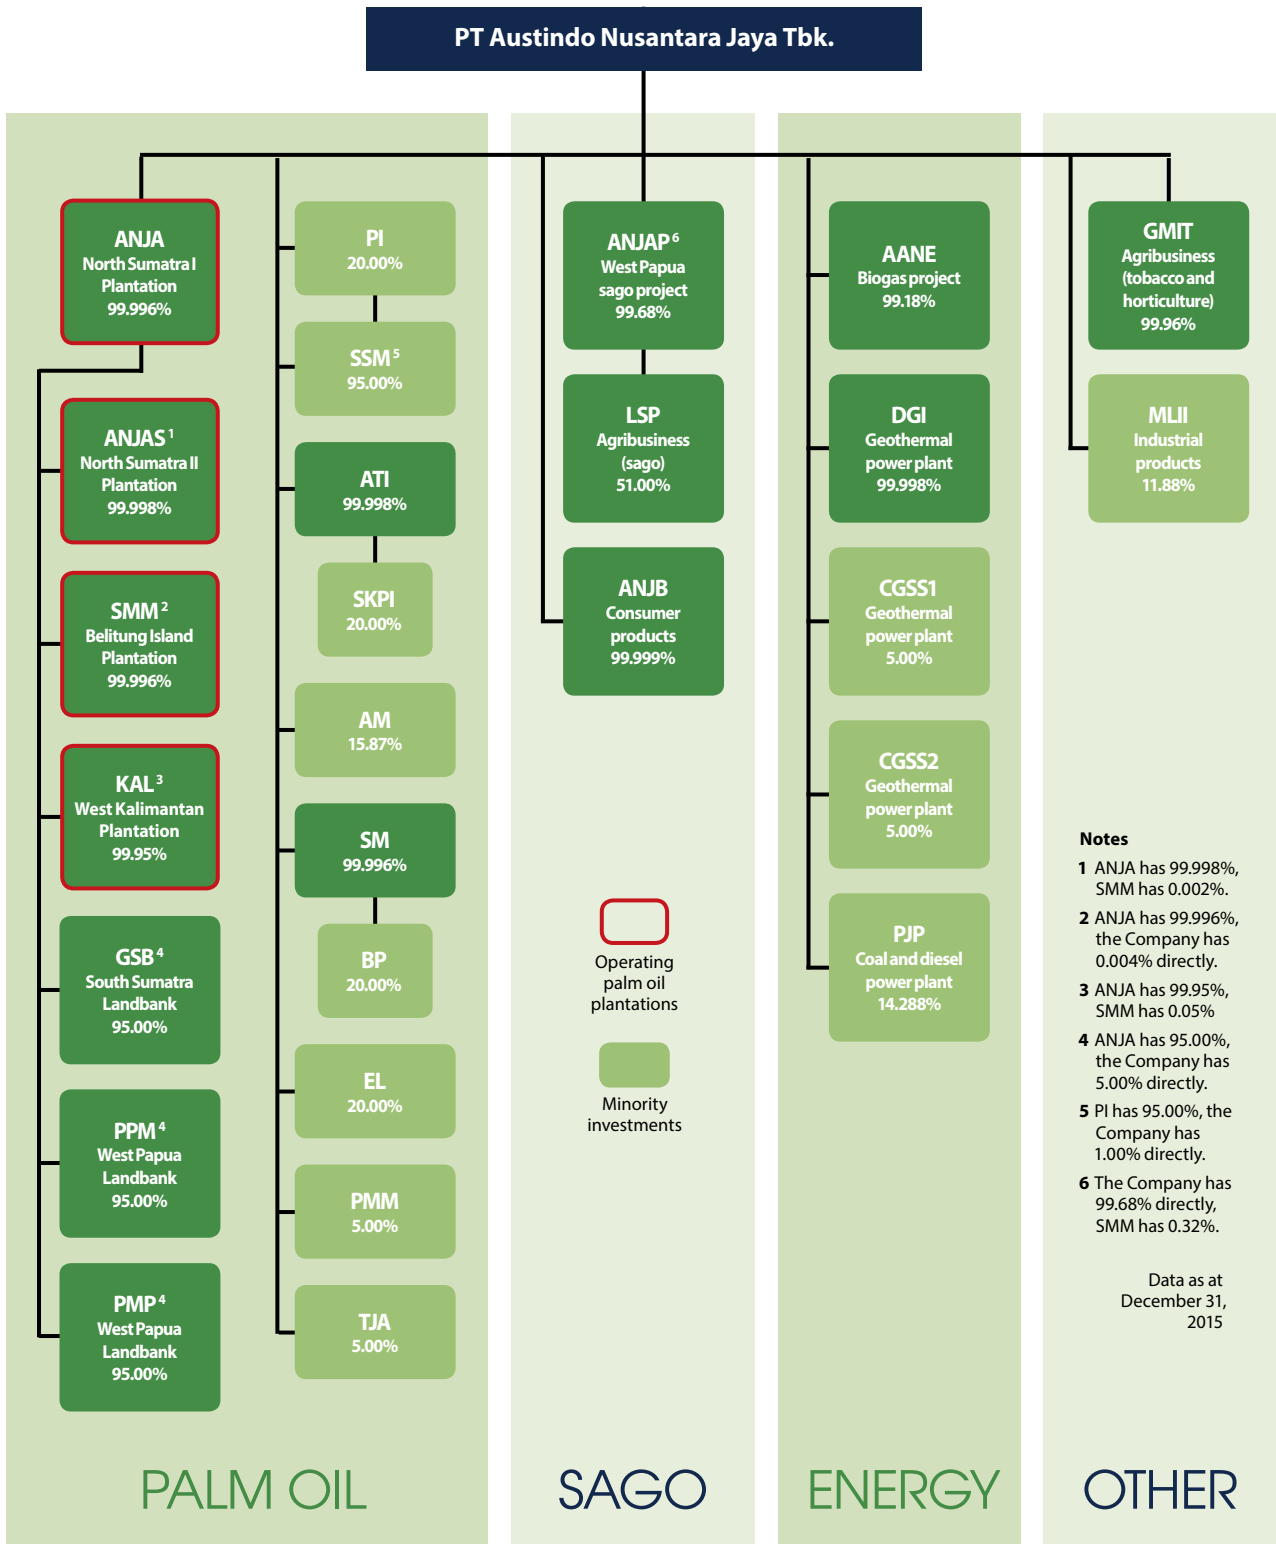 PT Austindo Nusantara Jaya Tbk.
ANJA
North Sumatra I
Plantation
99.996%
ANJAS 1
North Sumatra II
Plantation
99.998%
SMM 2
Belitung Island
Plantation
99.996%
KAL 3
West Kalimantan
Plantation
99.95%
GSB 4
South Sumatra
Landbank
95.00%
PPM 4
West Papua
Landbank
95.00%
PMP 4
West Papua
Landbank
95.00%
PI
20.00%
SSM 5
95.00%
ATI
99.998%
SKPI
20.00%
AM
15.87%
SM
99.996%
BP
20.00%
EL
20.00%
PMM
5.00%
TJA
5.00%
PALM OIL
ANJAP 6
West Papua
sago project
99.68%
LSP
Agribusiness
(sago)
51.00%
ANJB
Consumer
products
99.999%
Operating
palm oil
plantations
Minority
investments
SAGO
AANE
Biogas project
99.18%
DGI
Geothermal
power plant
99.998%
CGSS1
Geothermal
power plant
5.00%
CGSS2
Geothermal
power plant
5.00%
PJP
Coal and diesel
power plant
14.288%
ENERGY
GMIT
Agribusiness
(tobacco and
horticulture)
99.96%
MLII
Industrial
products
11.88%
Notes
1 ANJA has 99.998%,
SMM has 0.002%.
2 ANJA has 99.996%,
the Company has
0.004% directly.
3 ANJA has 99.95%,
SMM has 0.05%
4 ANJA has 95.00%,
the Company has
5.00% directly.
5 PI has 95.00%, the
Company has
1.00% directly.
6 The Company has
99.68% directly,
SMM has 0.32%.
Data as at
December 31,
2015
OTHER